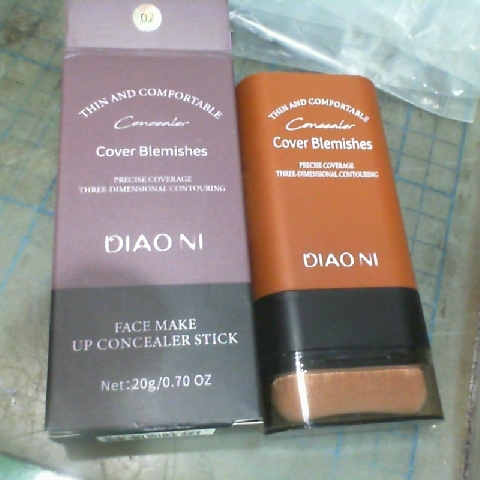 02
THIN AND COMFORTABLE
Concealer
Cover Blemishes
PRECISE COVERAGE
THREE-DIMENSIONAL CONTOURING
DIAO NI
FACE MAKE
UP CONCEALER STICK
Net:20g/0.70 OZ
THIN AND COMFORTABLE
Concealer
Cover Blemishes
PRECISE COVERAGE
THREE-DIMENSIONAL CONTOURING
DIAO NI